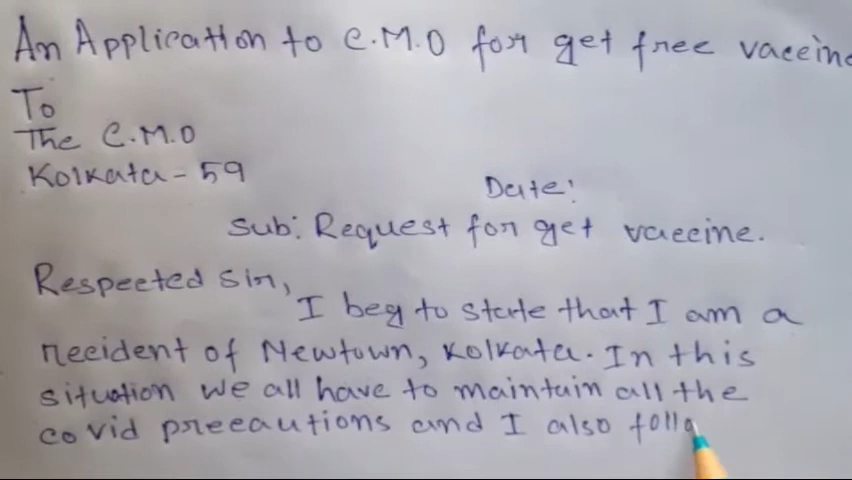 An Application to C.M.O for get free vaccine
To
The C.M.O
Kolkata - 59
Date:
Sub: Request for get vaccine.
Respected Sir,
I beg to state that I am a
recident of Newtown, Kolkata. In this
situation we all have to maintain all the
covid precautions and I also follo